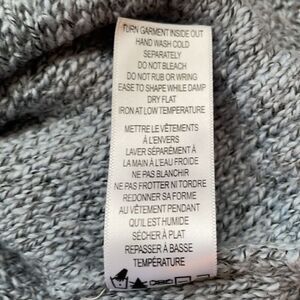 TURN GARMENT INSIDE OUT
HAND WASH COLD
SEPARATELY
DO NOT BLEACH
DO NOT RUB OR WRING
EASE TO SHAPE WHILE DAMP
DRY FLAT
IRON AT LOW TEMPERATURE
METTRE LE VÊTEMENTS
À L'ENVERS
LAVER SÉPARÉMENT À
LA MAIN À L'EAU FROIDE
NE PAS BLANCHIR
NE PAS FROTTER NI TORDRE
REDONNER SA FORME
AU VÊTEMENT PENDANT
QU'IL EST HUMIDE
SÉCHER À PLAT
REPASSER À BASSE
TEMPÉRATURE